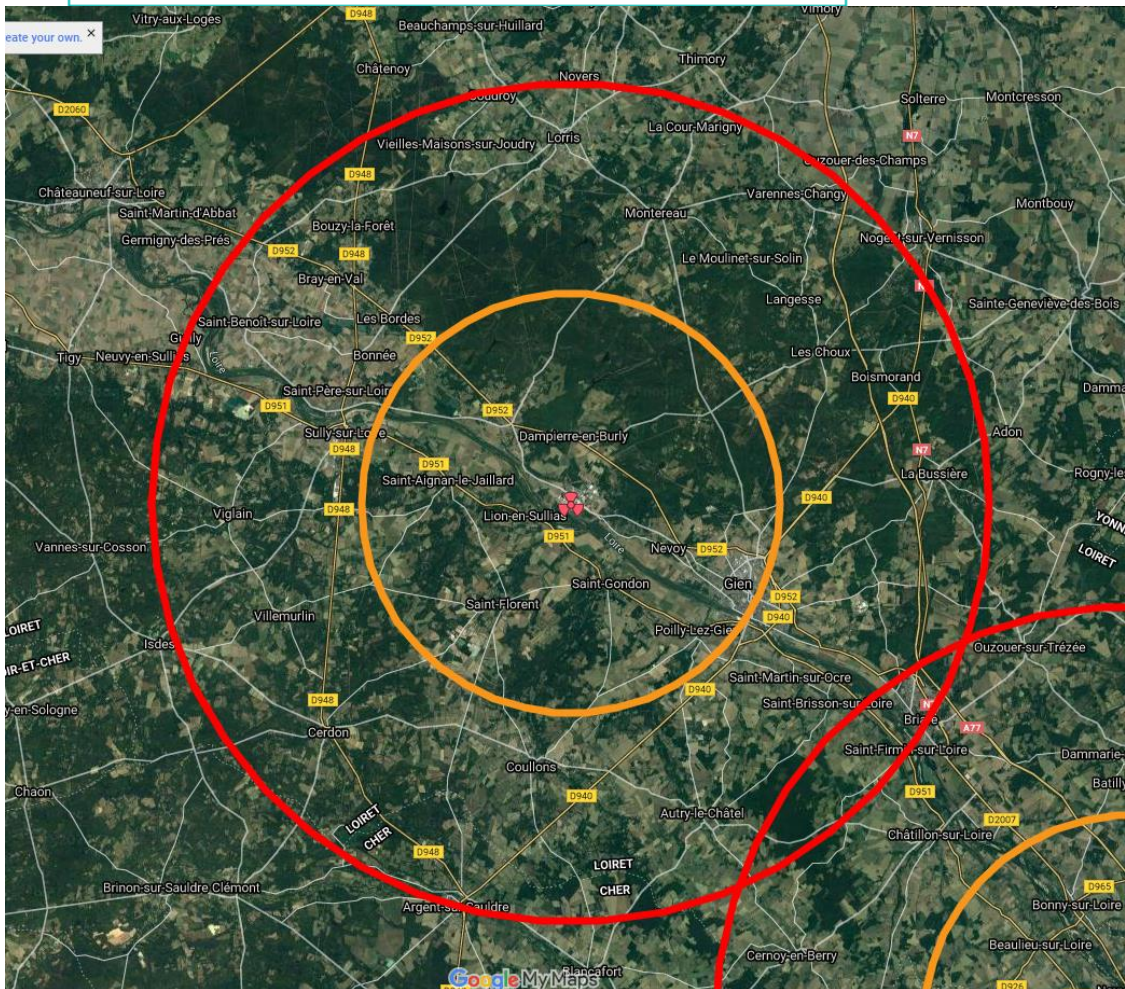 Vitry-aux-Loges
D948
Beauchamps-sur-Huillard
Vimory
eate your own. ×
Châtenoy
Thimory
Noyers
D2060
Coudroy
Solterre
Montcresson
La Cour-Marigny
N7
Vieilles-Maisons-sur-Joudry
Lorris
Ouzouer-des-Champs
D948
Châteauneuf-sur-Loire
Varennes-Changy
Saint-Martin-d'Abbat
Montereau
Montbouy
Bouzy-la-Forêt
Germigny-des-Prés
Nogent-sur-Vernisson
D952
D948
Le Moulinet-sur-Solin
Bray-en-Val
Langesse
Sainte-Geneviève-des-Bois
Les Bordes
Saint-Benoît-sur-Loire
Guilly
D952
Tigy
Neuvy-en-Sullias
Loire
Bonnée
Les Choux
Boismorand
Saint-Père-sur-Loire
Damma
D951
D952
D940
Sully-sur-Loire
Dampierre-en-Burly
Adon
D948
N7
D951
La Bussière
Rogny-les
Saint-Aignan-le-Jaillard
D940
Viglain
D948
Lion-en-Sullias
D951
YONN
Loire
Vannes-sur-Cosson
Nevoy
D952
LOIRET
Saint-Gondon
Gien
D952
Saint-Florent
Villemurlin
D940
LOIRET
Poilly-Lez-Gie
Isdes
Ouzouer-sur-Trézée
OIR-ET-CHER
Saint-Martin-sur-Ocre
D948
D940
y-en-Sologne
Saint-Brisson-sur-Loire
Briare
Cerdon
A77
Saint-Firmin-sur-Loire
Dammarie-
Coullons
Chaon
Batilly
D951
D940
LOIRET
CHER
Autry-le-Châtel
D2007
Châtillon-sur-Loire
D948
LOIRET
CHER
Brinon-sur-Sauldre Clémont
D965
Argent-sur-Sauldre
Bonny-sur-Loire
Beaulieu-sur-Loire
Cernoy-en-Berry
Blancafort
Google My Maps
D926